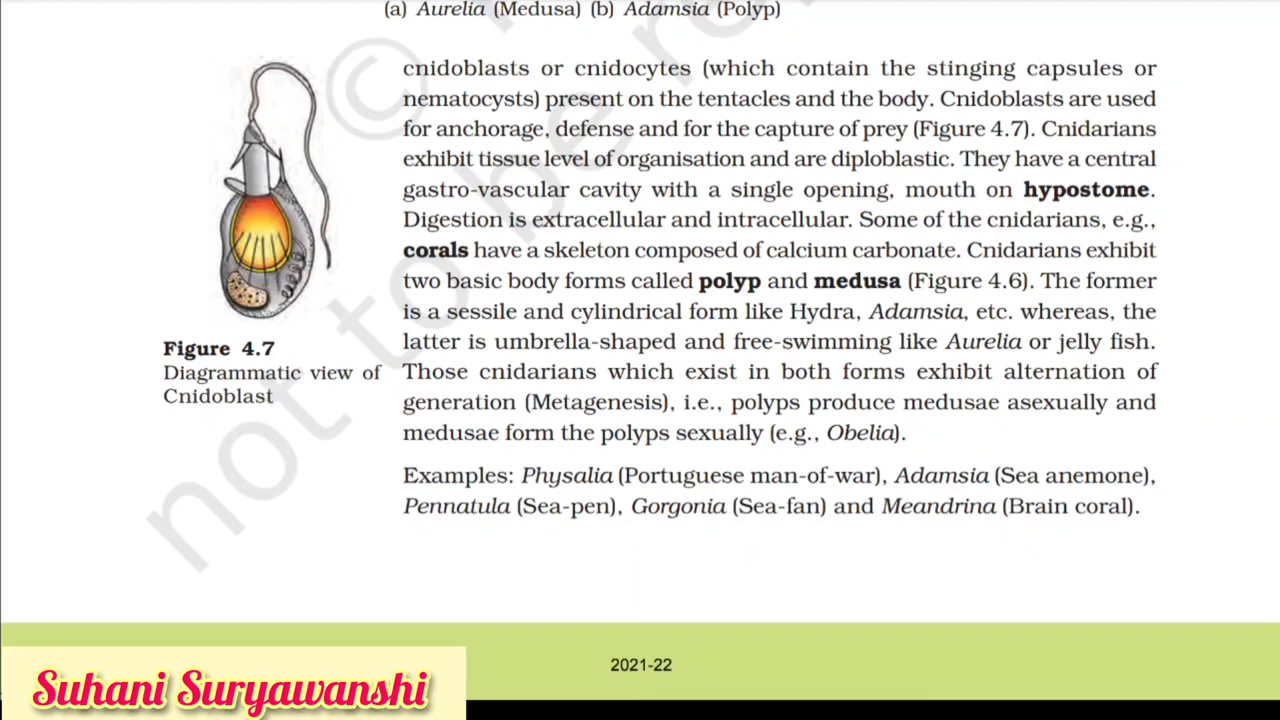 (a) Aurelia (Medusa) (b) Adamsia (Polyp)
cnidoblasts or cnidocytes (which contain the stinging capsules or
nematocysts) present on the tentacles and the body. Cnidoblasts are used
for anchorage, defense and for the capture of prey (Figure 4.7). Cnidarians
exhibit tissue level of organisation and are diploblastic. They have a central
gastro-vascular cavity with a single opening, mouth on hypostome.
Digestion is extracellular and intracellular. Some of the cnidarians, e.g.,
corals have a skeleton composed of calcium carbonate. Cnidarians exhibit
two basic body forms called polyp and medusa (Figure 4.6). The former
is a sessile and cylindrical form like Hydra, Adamsia, etc. whereas, the
latter is umbrella-shaped and free-swimming like Aurelia or jelly fish.
Those cnidarians which exist in both forms exhibit alternation of
generation (Metagenesis), i.e., polyps produce medusae asexually and
medusae form the polyps sexually (e.g., Obelia).
Examples: Physalia (Portuguese man-of-war), Adamsia (Sea anemone),
Pennatula (Sea-pen), Gorgonia (Sea-fan) and Meandrina (Brain coral).
Figure 4.7
Diagrammatic view of
Cnidoblast
©
not to be re
2021-22
Suhani Suryawanshi